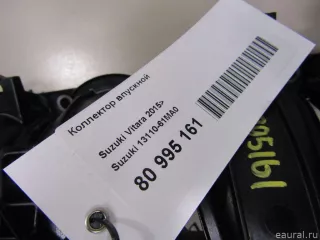 Коллектор впускной
Suzuki Vitara 2015>
Suzuki 13110-61MA0
80 995 161
eaural.ru